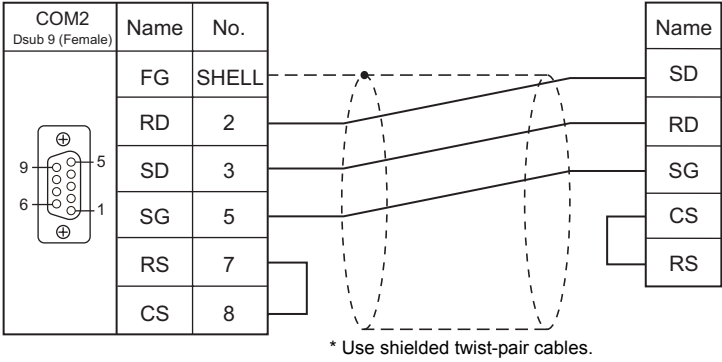 COM2
Dsub 9 (Female)
Name No.
Name
FG SHELL
SD
RD 2
RD
SD 3
SG
SG 5
CS
RS 7
RS
CS 8
9
5
6
1
* Use shielded twist-pair cables.